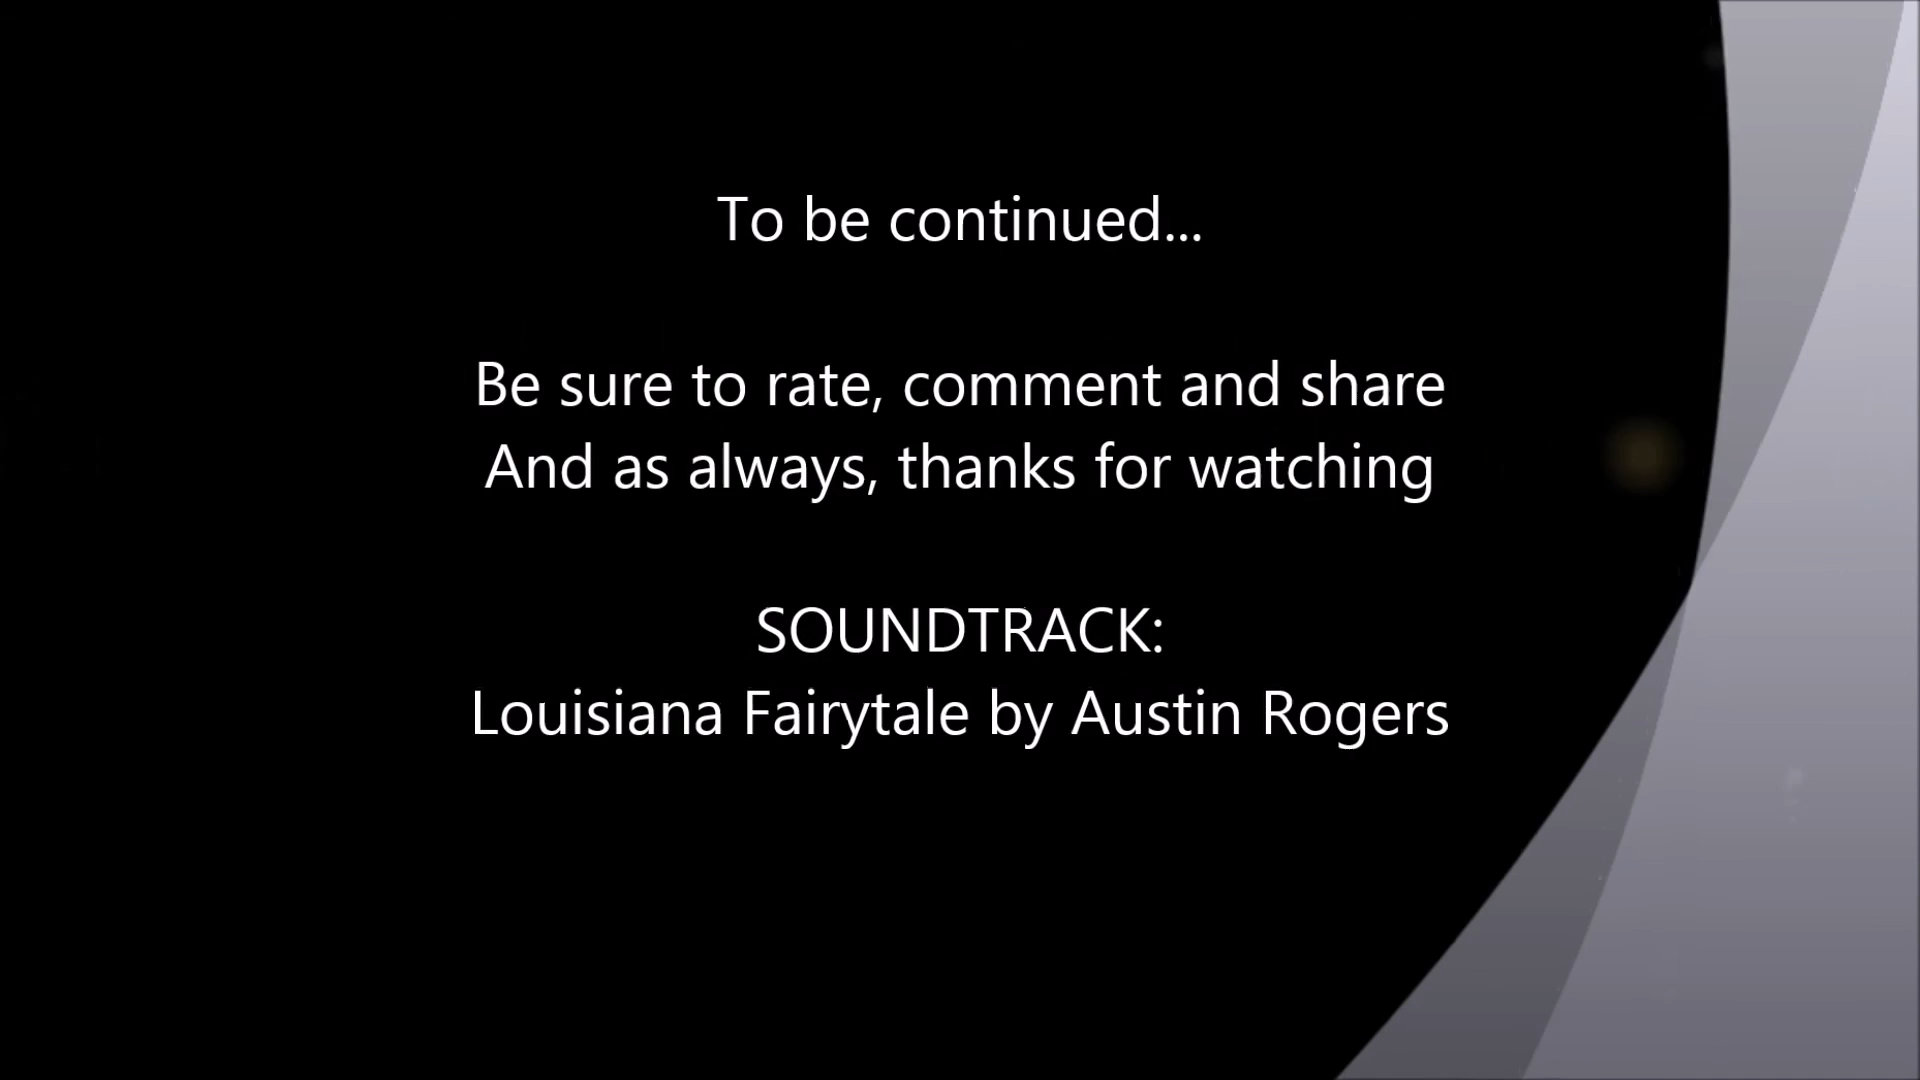 To be continued...
Be sure to rate, comment and share
And as always, thanks for watching
SOUNDTRACK:
Louisiana Fairytale by Austin Rogers